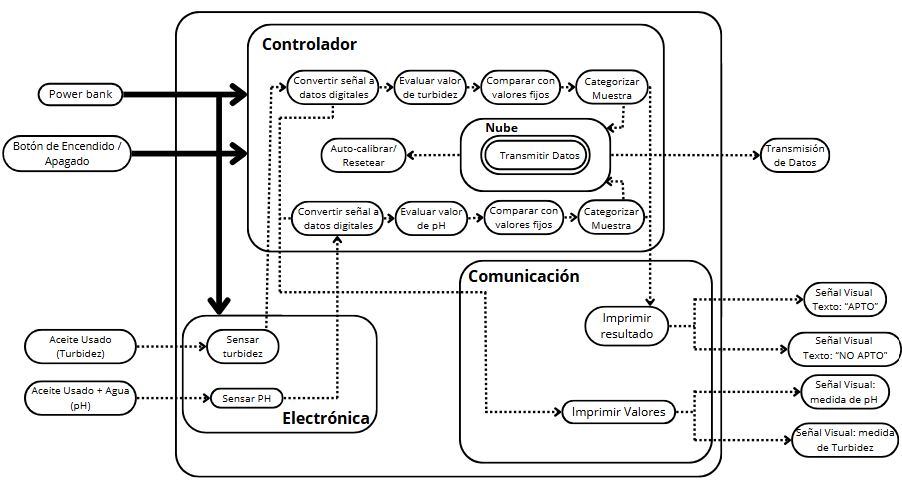 Controlador
Power bank
Botón de Encendido /
Apagado
Convertir señal a
datos digitales
Evaluar valor
de turbidez
Comparar con
valores fijos
Categorizar
Muestra
Nube
Transmitir Datos
Auto-calibrar/
Resetear
Transmisión
de Datos
Convertir señal a
datos digitales
Evaluar valor
de pH
Comparar con
valores fijos
Categorizar
Muestra
Comunicación
Imprimir
resultado
Imprimir Valores
Señal Visual
Texto: “APTO”
Señal Visual
Texto: “NO APTO”
Señal Visual:
medida de pH
Señal Visual: medida
de Turbidez
Aceite Usado
(Turbidez)
Aceite Usado + Agua
(pH)
Sensar
turbidez
Sensar PH
Electrónica